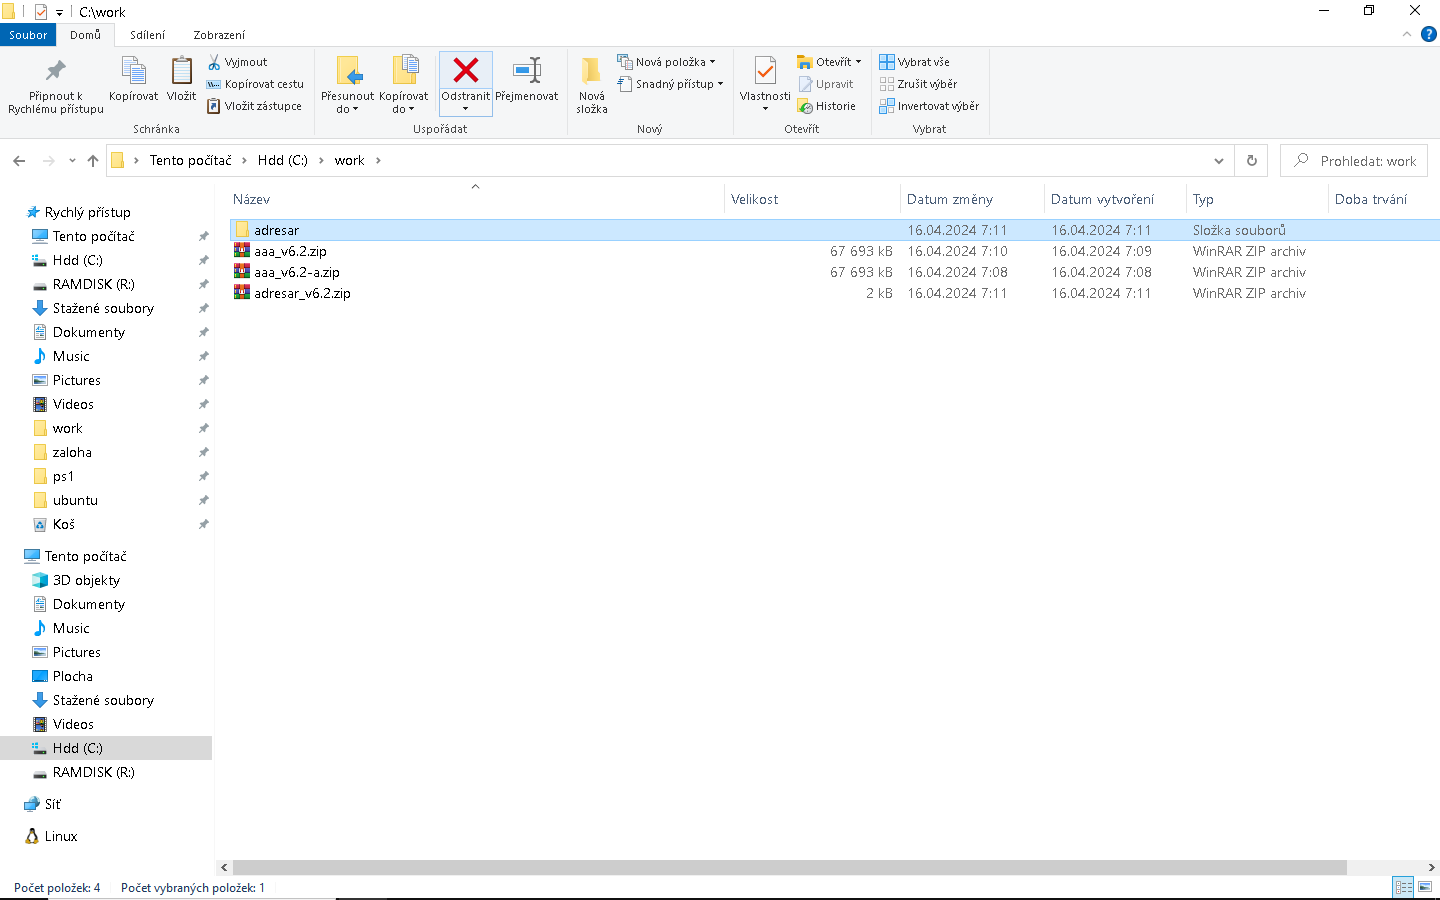 C:\work
Soubor Domů Sdílení Zobrazení
Připnout k
Rychlému přístupu
Kopírovat
Vložit
Vyjmout
Kopírovat cestu
Vložit zástupce
Schránka
Přesunout
do
Kopírovat
do
Odstranit
Přejmenovat
Uspořádat
Nová
složka
Nová položka
Snadný přístup
Nový
Vlastnosti
Otevřít
Upravit
Historie
Otevřít
Vybrat vše
Zrušit výběr
Invertovat výběr
Vybrat
Tento počítač > Hdd (C:) > work >
Prohledat: work
Rychlý přístup
Tento počítač
Hdd (C:)
RAMDISK (R:)
Stažené soubory
Dokumenty
Music
Pictures
Videos
work
zaloha
ps1
ubuntu
Koš
Tento počítač
3D objekty
Dokumenty
Music
Pictures
Plocha
Stažené soubory
Videos
Hdd (C:)
RAMDISK (R:)
Síť
Linux
Název Velikost Datum změny Datum vytvoření Typ Doba trvání
adresar 16.04.2024 7:11 16.04.2024 7:11 Složka souborů
aaa_v6.2.zip 67 693 kB 16.04.2024 7:10 16.04.2024 7:09 WinRAR ZIP archiv
aaa_v6.2-a.zip 67 693 kB 16.04.2024 7:08 16.04.2024 7:08 WinRAR ZIP archiv
adresar_v6.2.zip 2 kB 16.04.2024 7:11 16.04.2024 7:11 WinRAR ZIP archiv
Počet položek: 4 Počet vybraných položek: 1